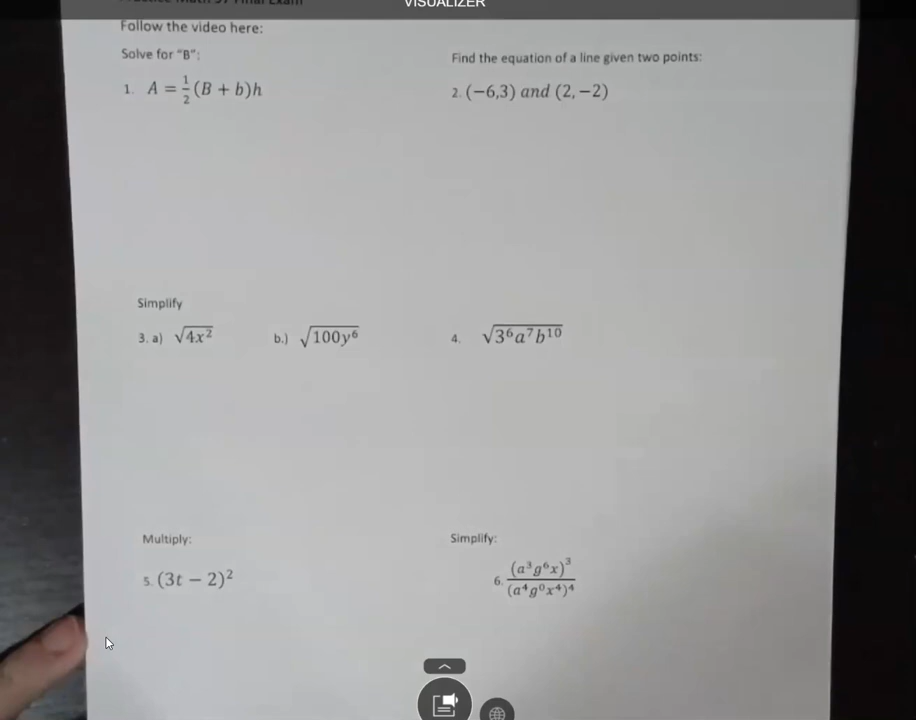 VISUALIZER
Follow the video here:
Solve for "B":
1. A = \frac{1}{2}(B + b)h
Find the equation of a line given two points:
2. (−6,3) and (2, −2)
Simplify
3. a) √(4x²) b.) √(100y⁶)
4. √(3⁶a⁷b¹⁰)
Multiply:
5. (3t − 2)²
Simplify:
6. \frac{(a³g⁶x)³}{(a⁴g⁰x⁴)⁴}